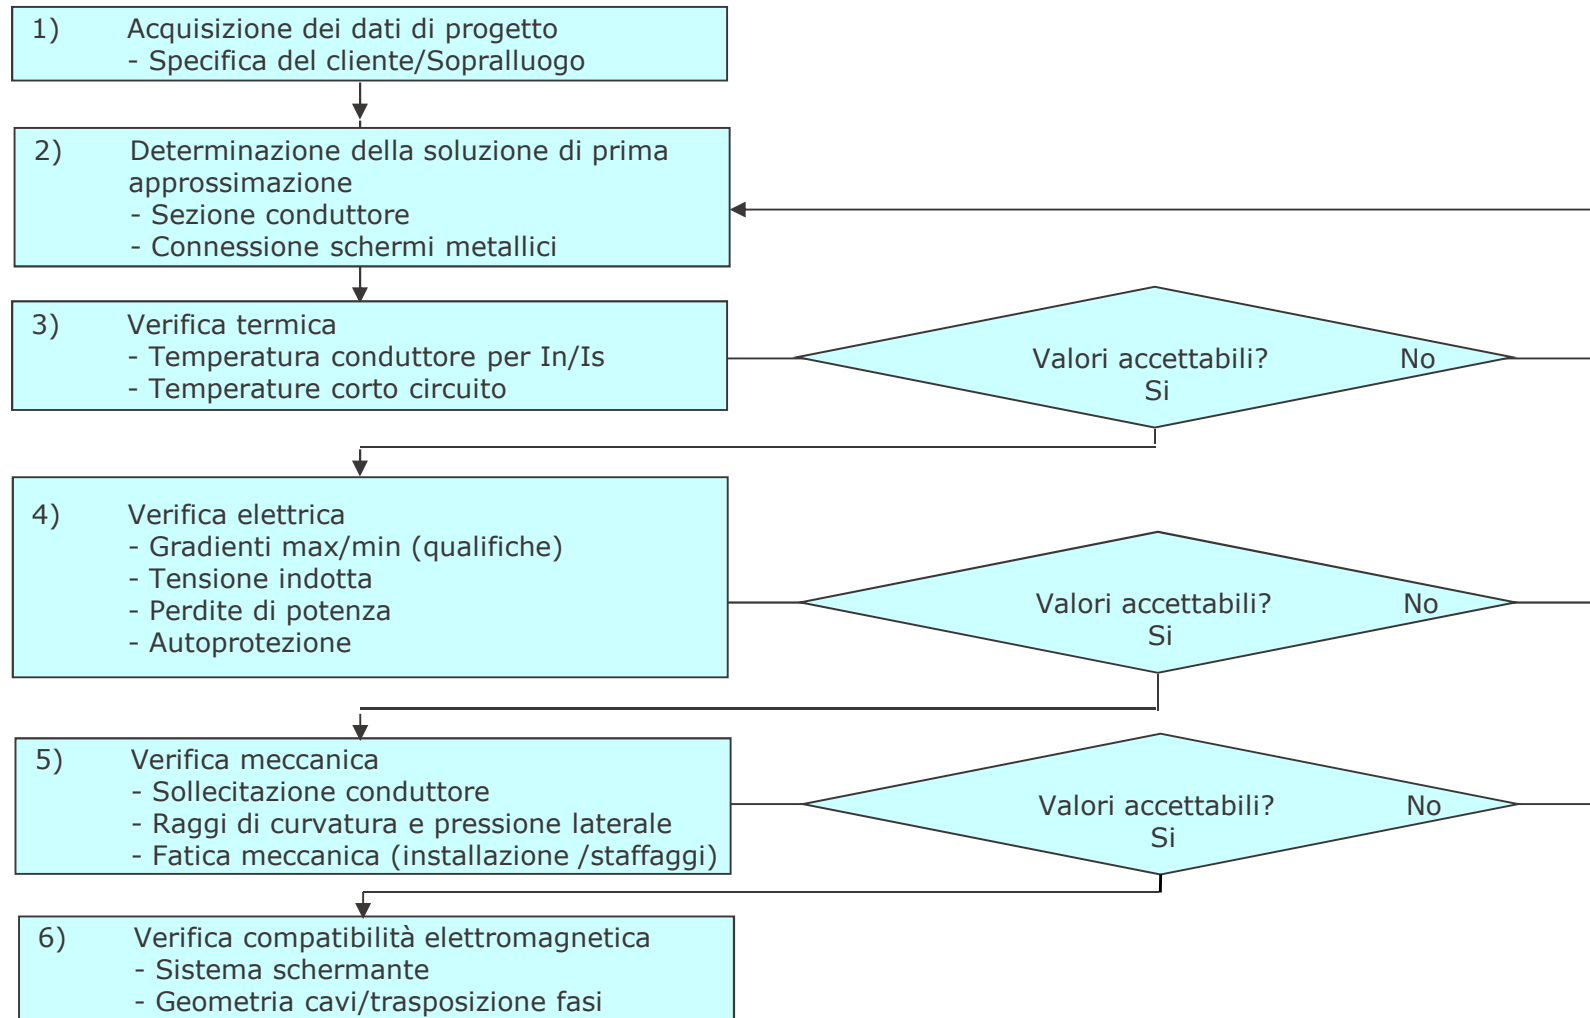 1) Acquisizione dei dati di progetto
- Specifica del cliente/Sopralluogo
2) Determinazione della soluzione di prima
approssimazione
- Sezione conduttore
- Connessione schermi metallici
3) Verifica termica
- Temperatura conduttore per In/Is
- Temperature corto circuito
Valori accettabili? No
Si
4) Verifica elettrica
- Gradienti max/min (qualifiche)
- Tensione indotta
- Perdite di potenza
- Autoprotezione
Valori accettabili? No
Si
5) Verifica meccanica
- Sollecitazione conduttore
- Raggi di curvatura e pressione laterale
- Fatica meccanica (installazione /staffaggi)
Valori accettabili? No
Si
6) Verifica compatibilità elettromagnetica
- Sistema schermante
- Geometria cavi/trasposizione fasi